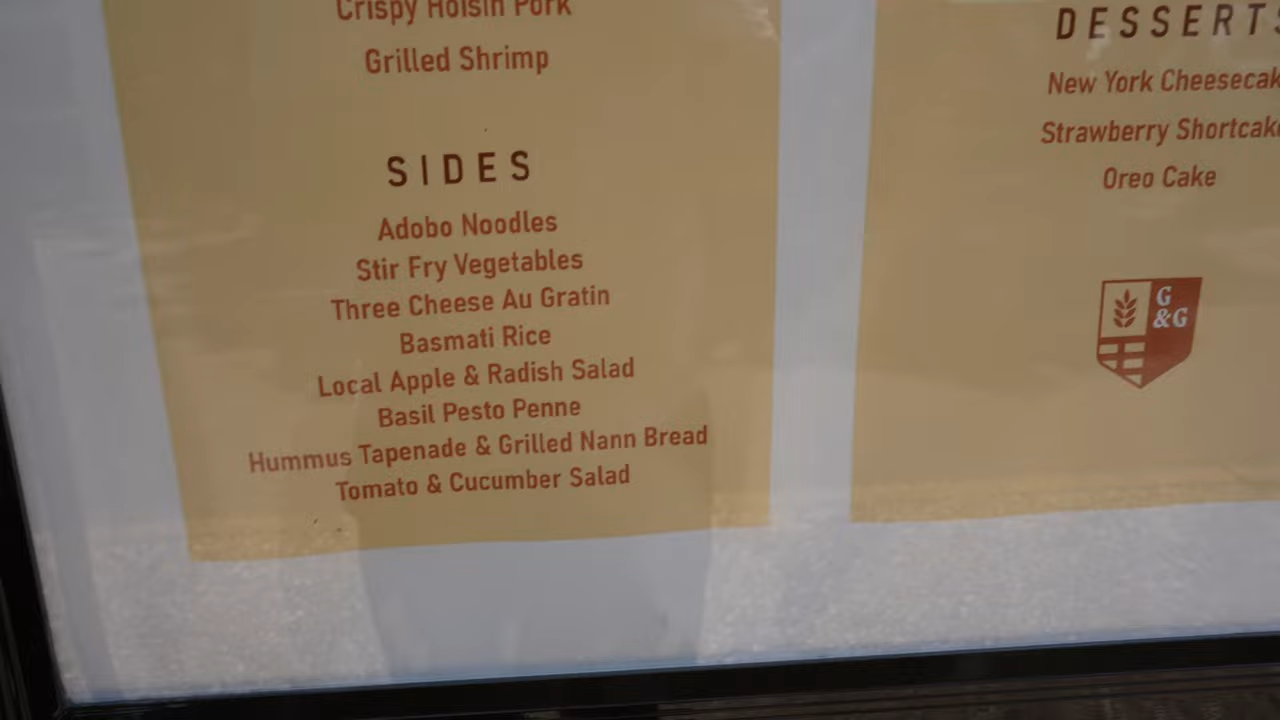 Crispy Hoisin Pork
Grilled Shrimp
SIDES
Adobo Noodles
Stir Fry Vegetables
Three Cheese Au Gratin
Basmati Rice
Local Apple & Radish Salad
Basil Pesto Penne
Hummus Tapenade & Grilled Nann Bread
Tomato & Cucumber Salad
DESSERTS
New York Cheesecak
Strawberry Shortcak
Oreo Cake
G
&G